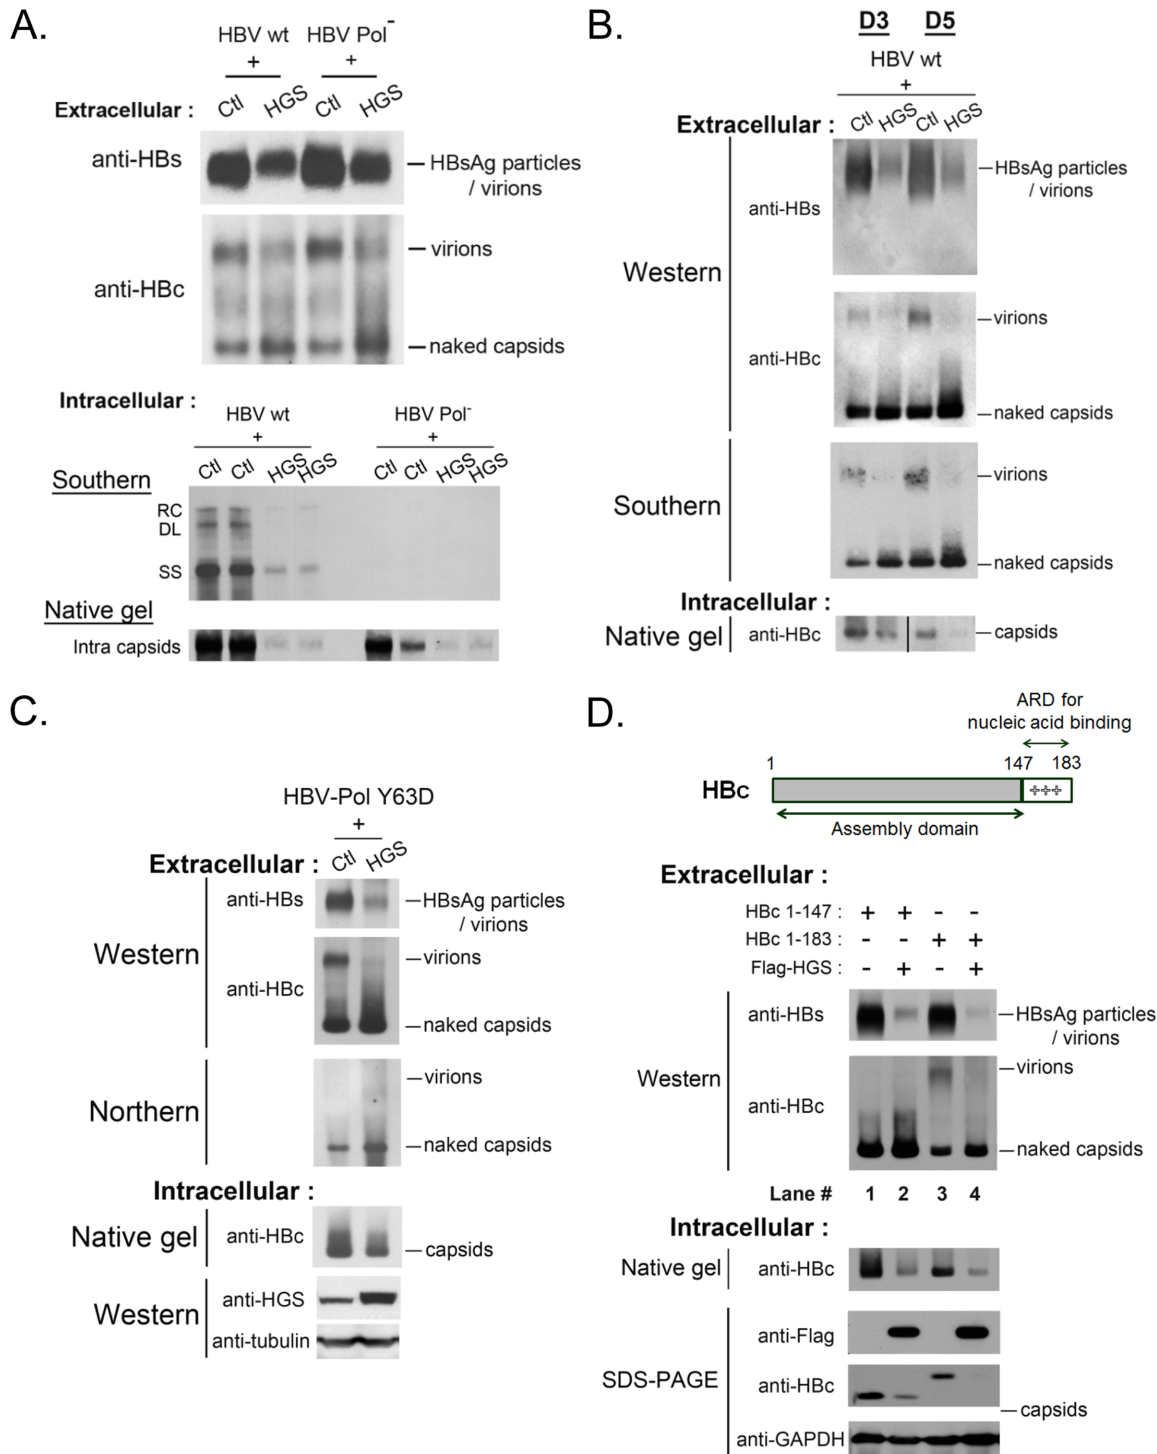 A.
HBV wt HBV Pol-
+ +
Extracellular : Ctl HGS Ctl HGS
anti-HBs
HBsAg particles
/ virions
virions
anti-HBc
naked capsids
Intracellular :
HBV wt HBV Pol-
+ +
Ctl Ctl HGS HGS Ctl Ctl HGS HGS
Southern
RC
DL
SS
Native gel
Intra capsids
B.
D3 D5
HBV wt
+
Extracellular : Ctl HGS Ctl HGS
HBsAg particles
/ virions
anti-HBs
Western
virions
anti-HBc
naked capsids
virions
Southern
naked capsids
Intracellular :
Native gel anti-HBc capsids
C.
HBV-Pol Y63D
+
Extracellular : Ctl HGS
anti-HBs HBsAg particles
/ virions
Western virions
anti-HBc
naked capsids
virions
Northern
naked capsids
Intracellular :
Native gel anti-HBc capsids
anti-HGS
Western
anti-tubulin
D.
ARD for
nucleic acid binding
1 147 183
HBc +++
Assembly domain
Extracellular :
HBc 1-147 : + + - -
HBc 1-183 : - - + +
Flag-HGS : - + - +
anti-HBs HBsAg particles
/ virions
virions
Western
anti-HBc
naked capsids
Lane # 1 2 3 4
Intracellular :
Native gel anti-HBc
anti-Flag
SDS-PAGE anti-HBc
capsids
anti-GAPDH